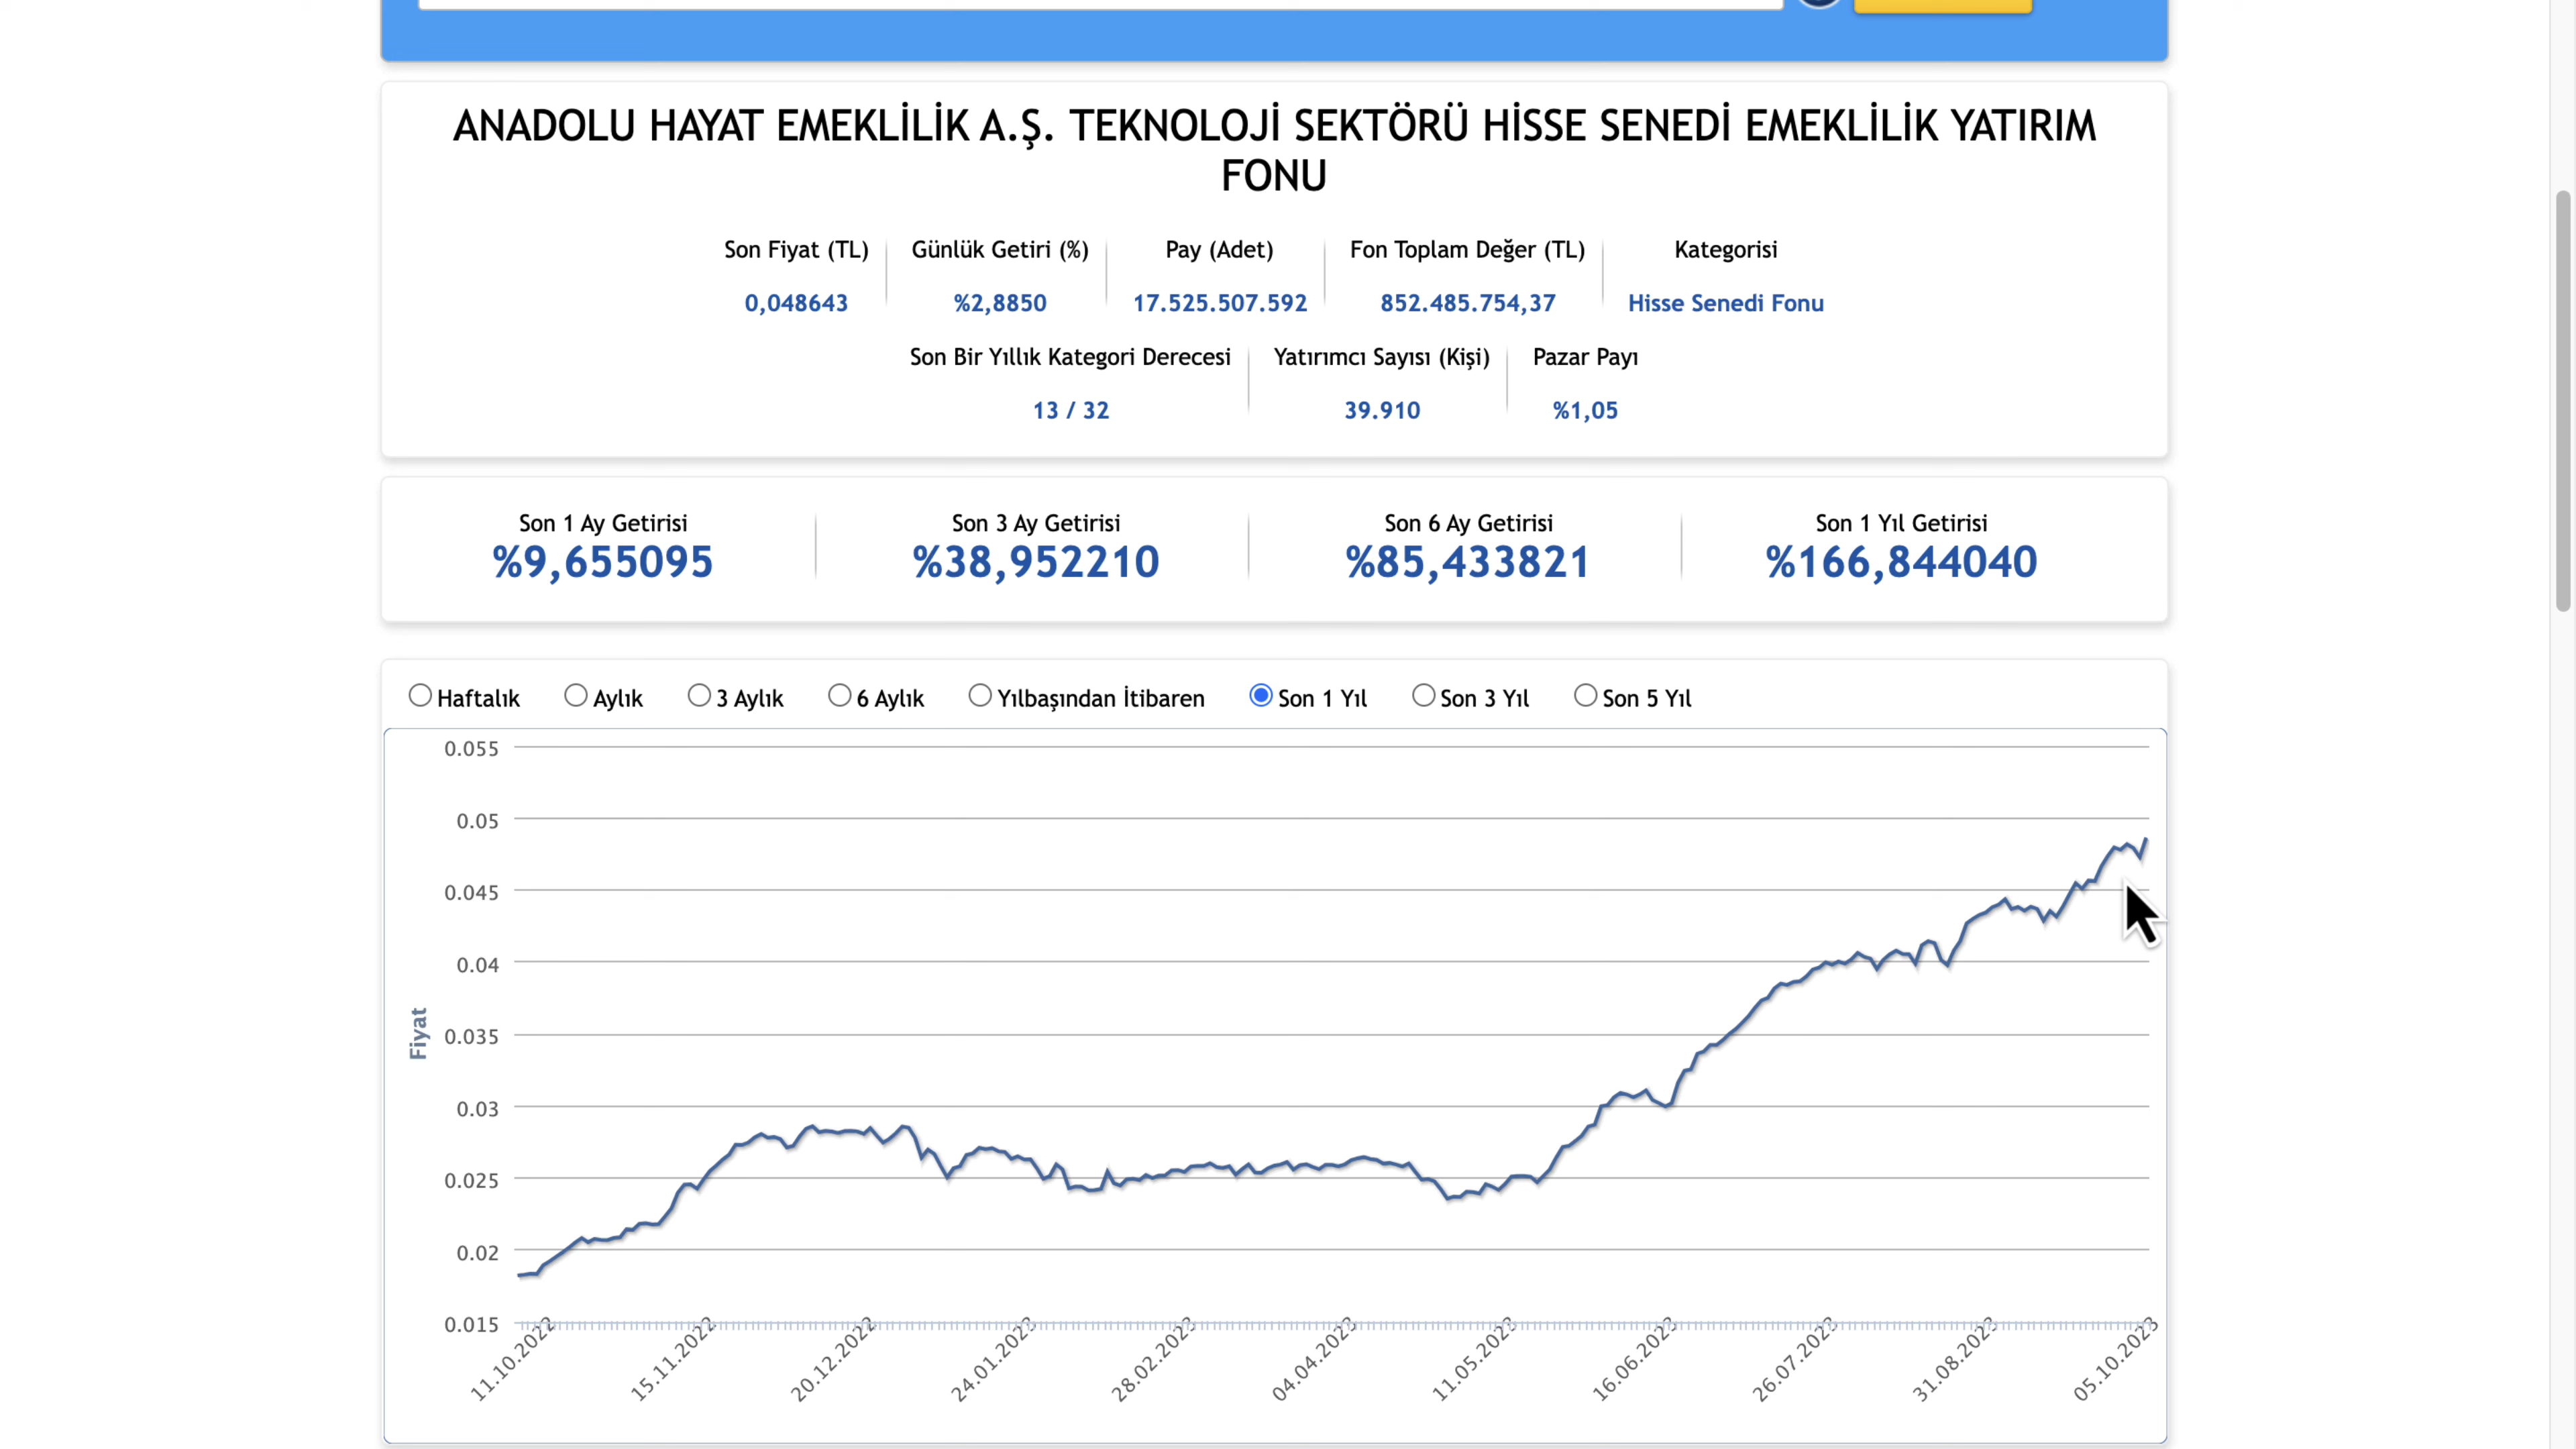 ANADOLU HAYAT EMEKLİLİK A.Ş. TEKNOLOJİ SEKTÖRÜ HİSSE SENEDİ EMEKLİLİK YATIRIM
FONU
Son Fiyat (TL) Günlük Getiri (%) Pay (Adet) Fon Toplam Değer (TL) Kategorisi
0,048643 %2,8850 17.525.507.592 852.485.754,37 Hisse Senedi Fonu
Son Bir Yıllık Kategori Derecesi Yatırımcı Sayısı (Kişi) Pazar Payı
13 / 32 39.910 %1,05
Son 1 Ay Getirisi Son 3 Ay Getirisi Son 6 Ay Getirisi Son 1 Yıl Getirisi
%9,655095 %38,952210 %85,433821 %166,844040
Haftalık Aylık 3 Aylık 6 Aylık Yılbaşından İtibaren Son 1 Yıl Son 3 Yıl Son 5 Yıl
0.055
0.05
0.045
0.04
0.035
0.03
0.025
0.02
0.015
Fiyat
11.10.2022 15.11.2022 20.12.2022 24.01.2023 28.02.2023 04.04.2023 11.05.2023 16.06.2023 26.07.2023 31.08.2023 05.10.2023